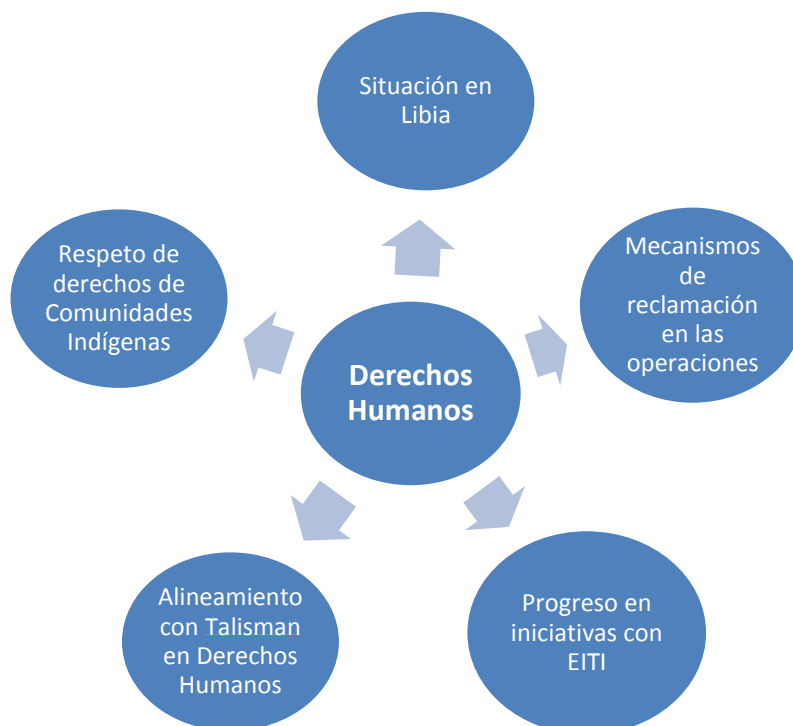 Situación en
Libia
Respeto de
derechos de
Comunidades
Indígenas
Mecanismos
de
reclamación
en las
operaciones
Derechos
Humanos
Alineamiento
con Talisman
en Derechos
Humanos
Progreso en
iniciativas con
EITI